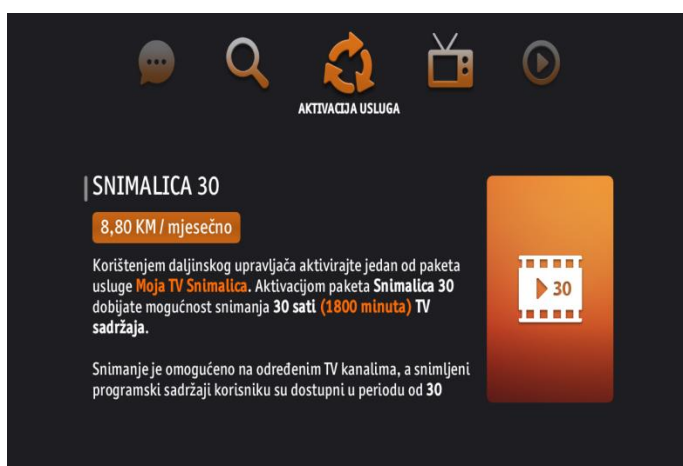 AKTIVACIJA USLUGA
SNIMALICA 30
8,80 KM / mjesečno
Korištenjem daljinskog upravljača aktivirajte jedan od paketa
usluge Moja TV Snimalica. Aktivacijom paketa Snimalica 30
dobijate mogućnost snimanja 30 sati (1800 minuta) TV
sadržaja.
30
Snimanje je omogućeno na određenim TV kanalima, a snimljeni
programski sadržaji korisniku su dostupni u periodu od 30